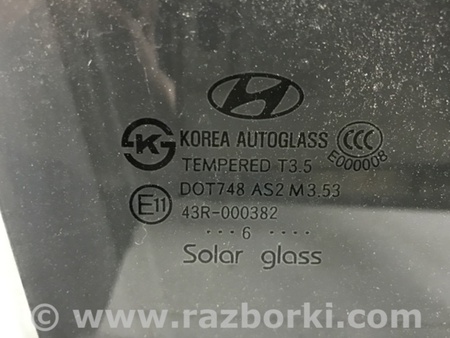 KOREA AUTOGLASS
CCC
E000008
TEMPERED T3.5
DOT748 AS2 M3.53
E11
43R-000382
··· 6 ····
Solar glass
© www.razborki.com